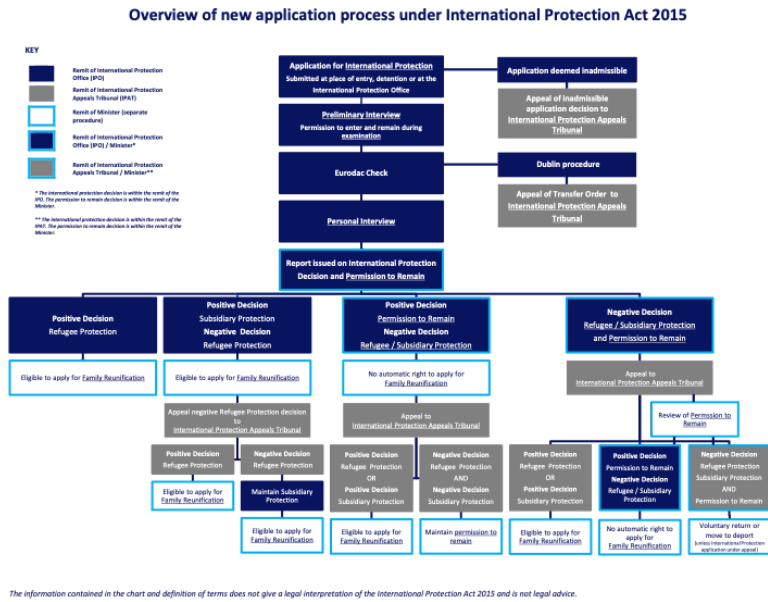 Overview of new application process under International Protection Act 2015
KEY
Remit of International Protection
Office (IPO)
Remit of International Protection
Appeals Tribunal (IPAT)
Remit of Minister (separate
procedure)
Remit of International Protection
Office (IPO) / Minister*
Remit of International Protection
Appeals Tribunal / Minister**
* The international protection decision is within the remit of the
IPO. The permission to remain decision is within the remit of the
Minister.
** The international protection decision is within the remit of the
IPAT. The permission to remain decision is within the remit of the
Minister.
Application for International Protection
Submitted at place of entry, detention or at the
International Protection Office
Application deemed inadmissible
Appeal of inadmissible
application decision to
International Protection Appeals
Tribunal
Preliminary Interview
Permission to enter and remain during
examination
Eurodac Check
Dublin procedure
Appeal of Transfer Order to
International Protection Appeals
Tribunal
Personal Interview
Report issued on International Protection
Decision and Permission to Remain
Positive Decision
Refugee Protection
Eligible to apply for Family Reunification
Positive Decision
Subsidiary Protection
Negative Decision
Refugee Protection
Eligible to apply for Family Reunification
Appeal negative Refugee Protection decision
to
International Protection Appeals Tribunal
Positive Decision
Refugee Protection
Eligible to apply for
Family Reunification
Negative Decision
Refugee Protection
Maintain Subsidiary
Protection
Eligible to apply for
Family Reunification
Positive Decision
Permission to Remain
Negative Decision
Refugee / Subsidiary Protection
No automatic right to apply for
Family Reunification
Appeal to
International Protection Appeals Tribunal
Positive Decision
Refugee Protection
OR
Positive Decision
Subsidiary Protection
Eligible to apply for
Family Reunification
Negative Decision
Refugee Protection
AND
Negative Decision
Subsidiary Protection
Maintain permission to
remain
Negative Decision
Refugee / Subsidiary Protection
and Permission to Remain
Appeal to
International Protection Appeals Tribunal
Review of Permssion to
Remain
Positive Decision
Refugee Protection
OR
Positive Decision
Subsidiary Protection
Eligible to apply for
Family Reunification
Positive Decision
Permission to Remain
Negative Decision
Refugee / Subsidiary
Protection
No automatic right to
apply for
Family Reunification
Negative Decision
Refugee Protection
Subsidiary Protection
AND
Permission to Remain
Voluntary return or
move to deport
(unless International Protection
application under appeal)
The information contained in the chart and definition of terms does not give a legal interpretation of the International Protection Act 2015 and is not legal advice.